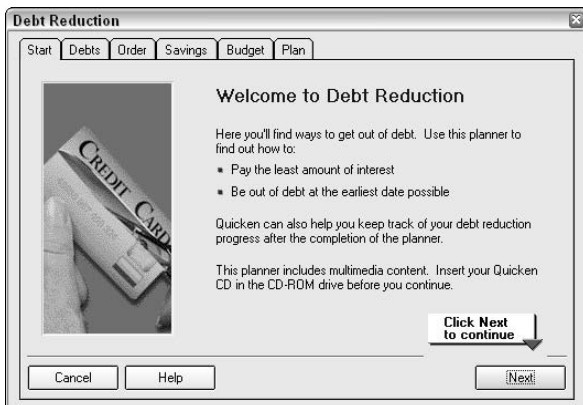 Debt Reduction
Start Debts Order Savings Budget Plan
CREDIT CARD
Welcome to Debt Reduction
Here you'll find ways to get out of debt. Use this planner to
find out how to:
Pay the least amount of interest
Be out of debt at the earliest date possible
Quicken can also help you keep track of your debt reduction
progress after the completion of the planner.
This planner includes multimedia content. Insert your Quicken
CD in the CD-ROM drive before you continue.
Click Next
to continue
Cancel Help Next